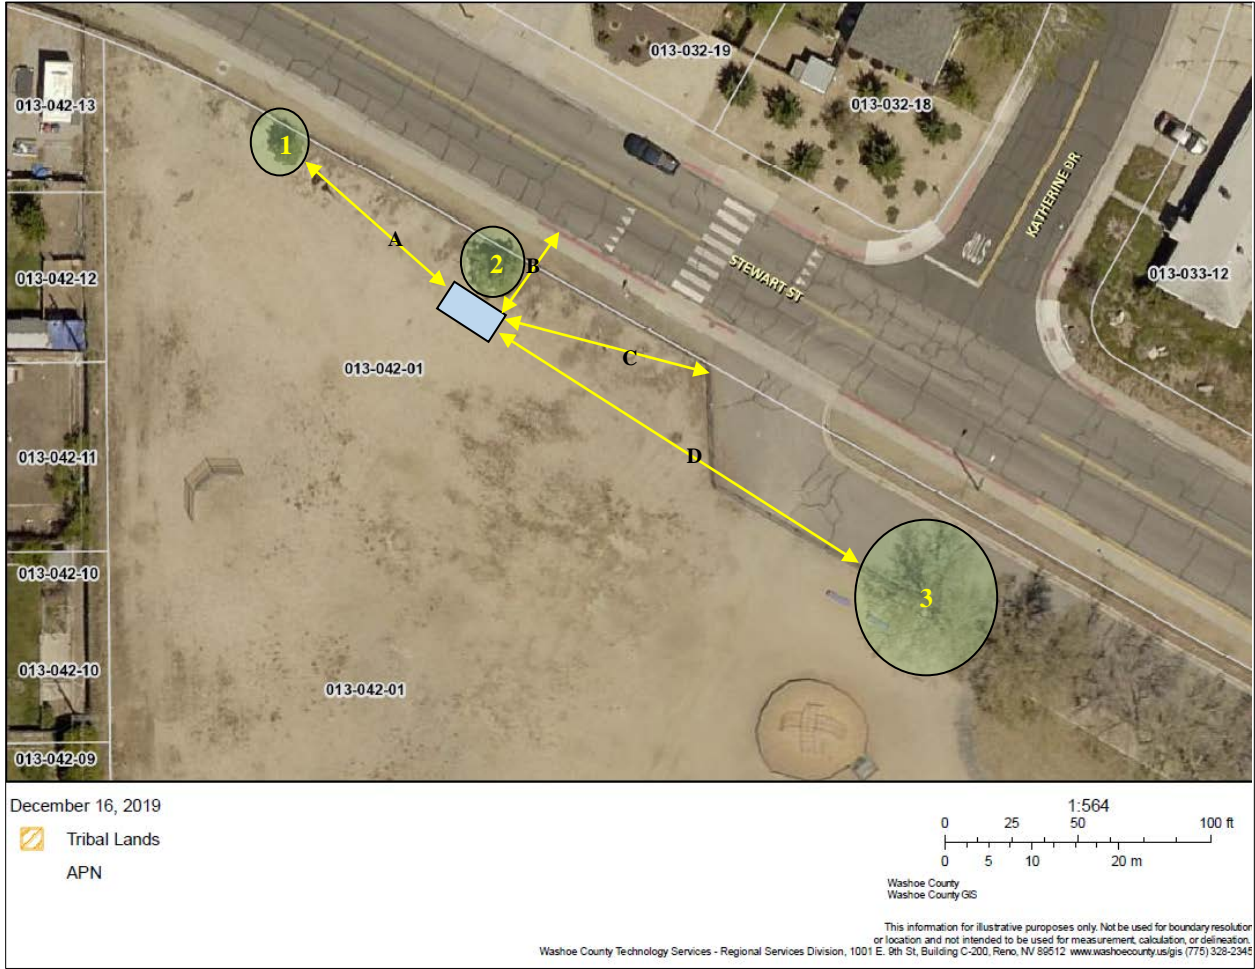 013-032-19
013-042-13
013-032-18
1
KATHERINE DR
A
2
B
013-042-12
STEWART ST
013-033-12
C
013-042-01
D
013-042-11
013-042-10
3
013-042-10
013-042-01
013-042-09
December 16, 2019
Tribal Lands
APN
1:564
0 25 50 100 ft
0 5 10 20 m
Washoe County
Washoe County GIS
This information for illustrative purposes only. Not be used for boundary resolution
or location and not intended to be used for measurement, calculation, or delineation.
Washoe County Technology Services - Regional Services Division, 1001 E. 9th St, Building C-200, Reno, NV 89512 www.washoecounty.us/gis (775) 328-2345